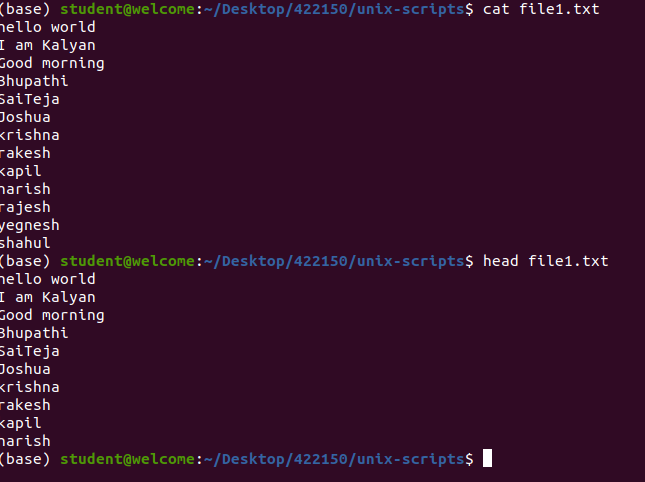 (base) student@welcome:~/Desktop/422150/unix-scripts$ cat file1.txt
hello world
I am Kalyan
Good morning
Bhupathi
SaiTeja
Joshua
krishna
rakesh
kapil
harish
rajesh
yegnesh
shahul
(base) student@welcome:~/Desktop/422150/unix-scripts$ head file1.txt
hello world
I am Kalyan
Good morning
Bhupathi
SaiTeja
Joshua
krishna
rakesh
kapil
harish
(base) student@welcome:~/Desktop/422150/unix-scripts$